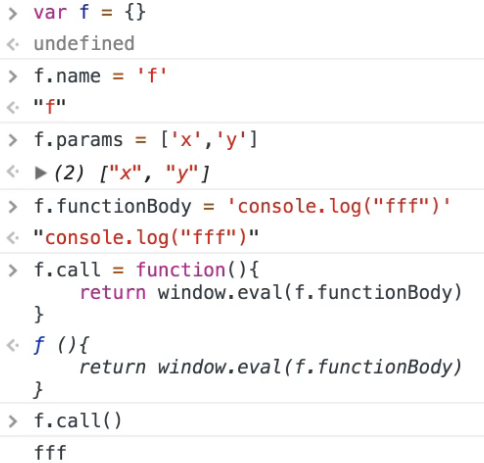 > var f = {}
<· undefined
> f.name = 'f'
<· "f"
> f.params = ['x','y']
<· ▶(2) ["x", "y"]
> f.functionBody = 'console.log("fff")'
<· "console.log("fff")"
> f.call = function(){
return window.eval(f.functionBody)
}
<· ƒ (){
return window.eval(f.functionBody)
}
> f.call()
fff